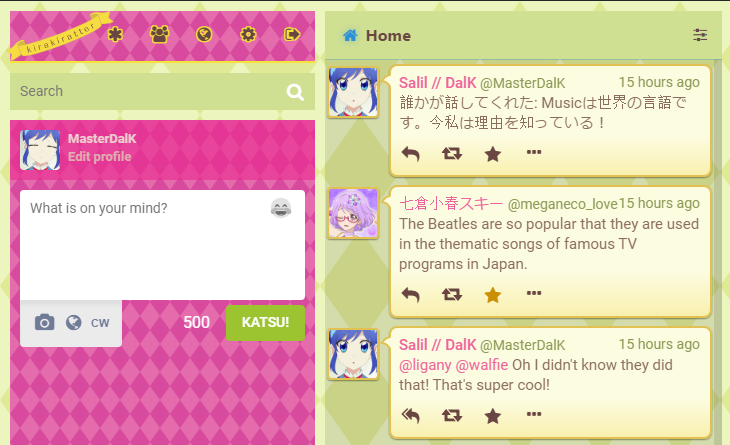 kirakiratter
Search
MasterDalK
Edit profile
What is on your mind?
CW
500
KATSU!
Home
Salil // DalK @MasterDalK 15 hours ago
誰かが話してくれた: Musicは世界の言語で
す。今私は理由を知っている！
七倉小春スキー @meganeco_love 15 hours ago
The Beatles are so popular that they are used
in the thematic songs of famous TV
programs in Japan.
Salil // DalK @MasterDalK 15 hours ago
@ligany @walfie Oh I didn't know they did
that! That's super cool!